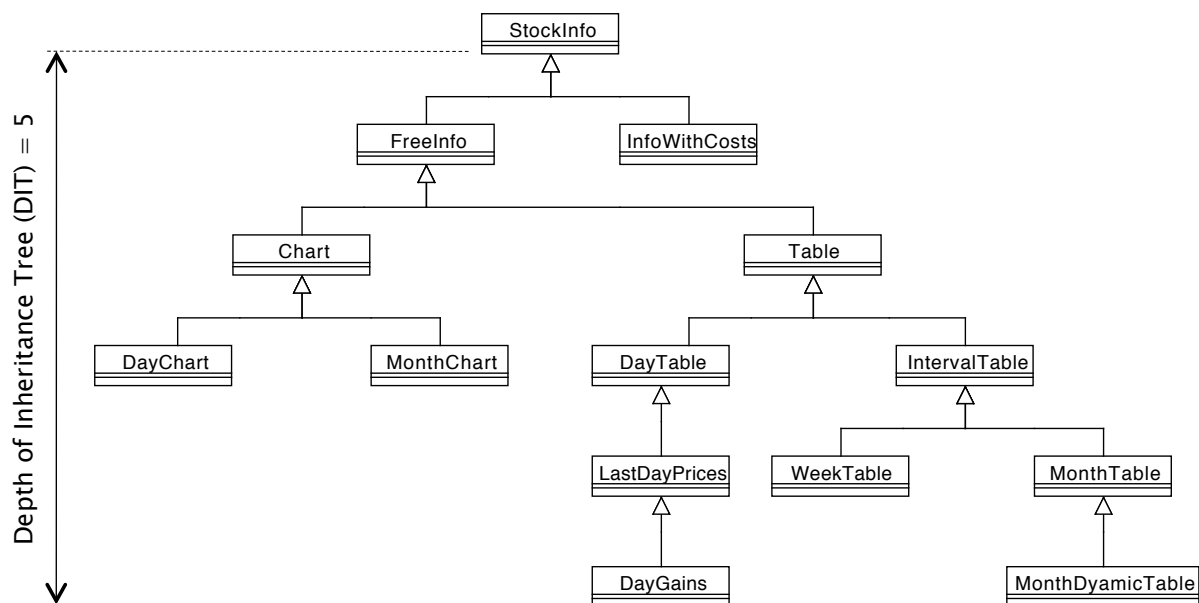 StockInfo
FreeInfo
InfoWithCosts
Chart
Table
DayChart
MonthChart
DayTable
IntervalTable
LastDayPrices
WeekTable
MonthTable
DayGains
MonthDyamicTable
Depth of Inheritance Tree (DIT) = 5